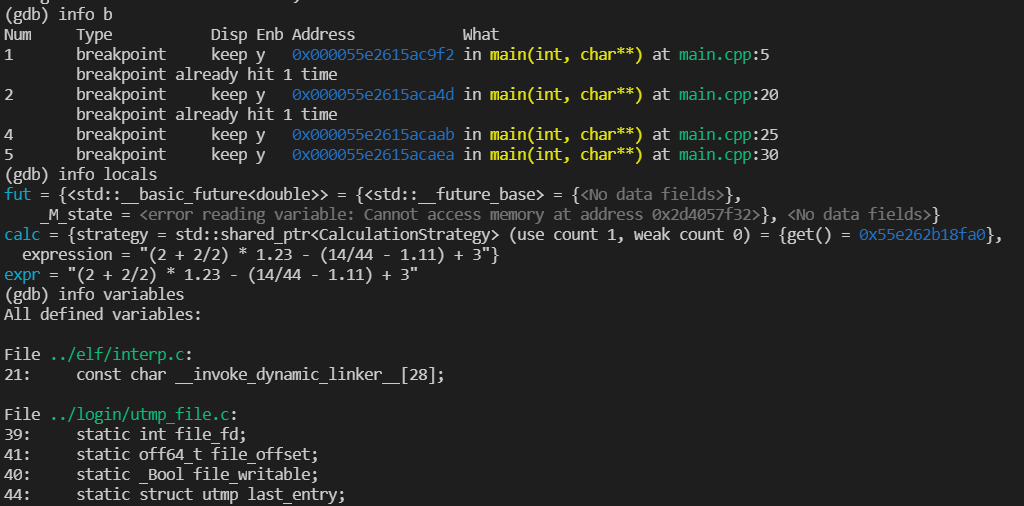 (gdb) info b
Num     Type           Disp Enb Address            What
1       breakpoint     keep y   0x000055e2615ac9f2 in main(int, char**) at main.cpp:5
        breakpoint already hit 1 time
2       breakpoint     keep y   0x000055e2615aca4d in main(int, char**) at main.cpp:20
        breakpoint already hit 1 time
4       breakpoint     keep y   0x000055e2615acaab in main(int, char**) at main.cpp:25
5       breakpoint     keep y   0x000055e2615acaea in main(int, char**) at main.cpp:30
(gdb) info locals
fut = {<std::__basic_future<double>> = {<std::__future_base> = {<No data fields>},
    _M_state = <error reading variable: Cannot access memory at address 0x2d4057f32>}, <No data fields>}
calc = {strategy = std::shared_ptr<CalculationStrategy> (use count 1, weak count 0) = {get() = 0x55e262b18fa0},
  expression = "(2 + 2/2) * 1.23 - (14/44 - 1.11) + 3"}
expr = "(2 + 2/2) * 1.23 - (14/44 - 1.11) + 3"
(gdb) info variables
All defined variables:

File ../elf/interp.c:
21:     const char __invoke_dynamic_linker__[28];

File ../login/utmp_file.c:
39:     static int file_fd;
41:     static off64_t file_offset;
40:     static _Bool file_writable;
44:     static struct utmp last_entry;